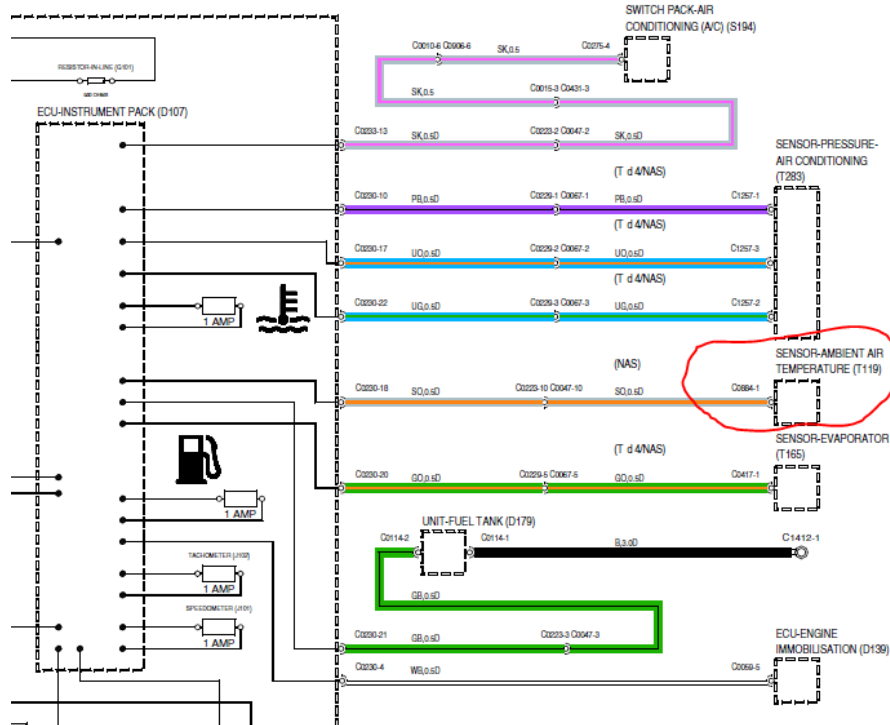 SWITCH PACK-AIR
CONDITIONING (A/C) (S194)
C0010-6 C0906-6
SK,0.5
C0275-4
RESISTOR-IN-LINE (G101)
SK,0.5
C0015-3 C0431-3
ECU-INSTRUMENT PACK (D107)
C0233-13
SK,0.5D
C0223-2 C0047-2
SK,0.5D
SENSOR-PRESSURE-
AIR CONDITIONING
(T283)
(T d 4/NAS)
C0230-10
PB,0.5D
C0229-1 C0067-1
PB,0.5D
C1257-1
(T d 4/NAS)
C0230-17
UO,0.5D
C0229-2 C0067-2
UO,0.5D
C1257-3
(T d 4/NAS)
C0230-22
UG,0.5D
C0229-3 C0067-3
UG,0.5D
C1257-2
1 AMP
SENSOR-AMBIENT AIR
TEMPERATURE (T119)
(NAS)
C0230-18
SO,0.5D
C0223-10 C0047-10
SO,0.5D
C0884-1
SENSOR-EVAPORATOR
(T165)
(T d 4/NAS)
C0230-20
GO,0.5D
C0229-5 C0067-5
GO,0.5D
C0417-1
1 AMP
UNIT-FUEL TANK (D179)
C0114-2
C0114-1
B,3.0D
C1412-1
TACHOMETER (J102)
1 AMP
GB,0.5D
SPEEDOMETER (J101)
1 AMP
C0230-21
GB,0.5D
C0223-3 C0047-3
ECU-ENGINE
IMMOBILISATION (D139)
C0230-4
WB,0.5D
C0059-5